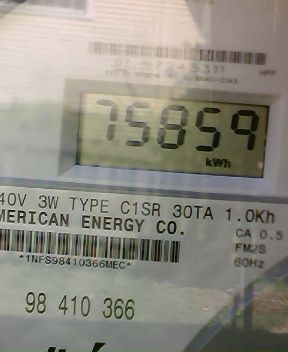 75859
kWh
40V 3W TYPE C1SR 30TA 1.0Kh
MERICAN ENERGY CO.
CA 0.5
FM2S
*1NFS98410366MEC*
60Hz
98 410 366